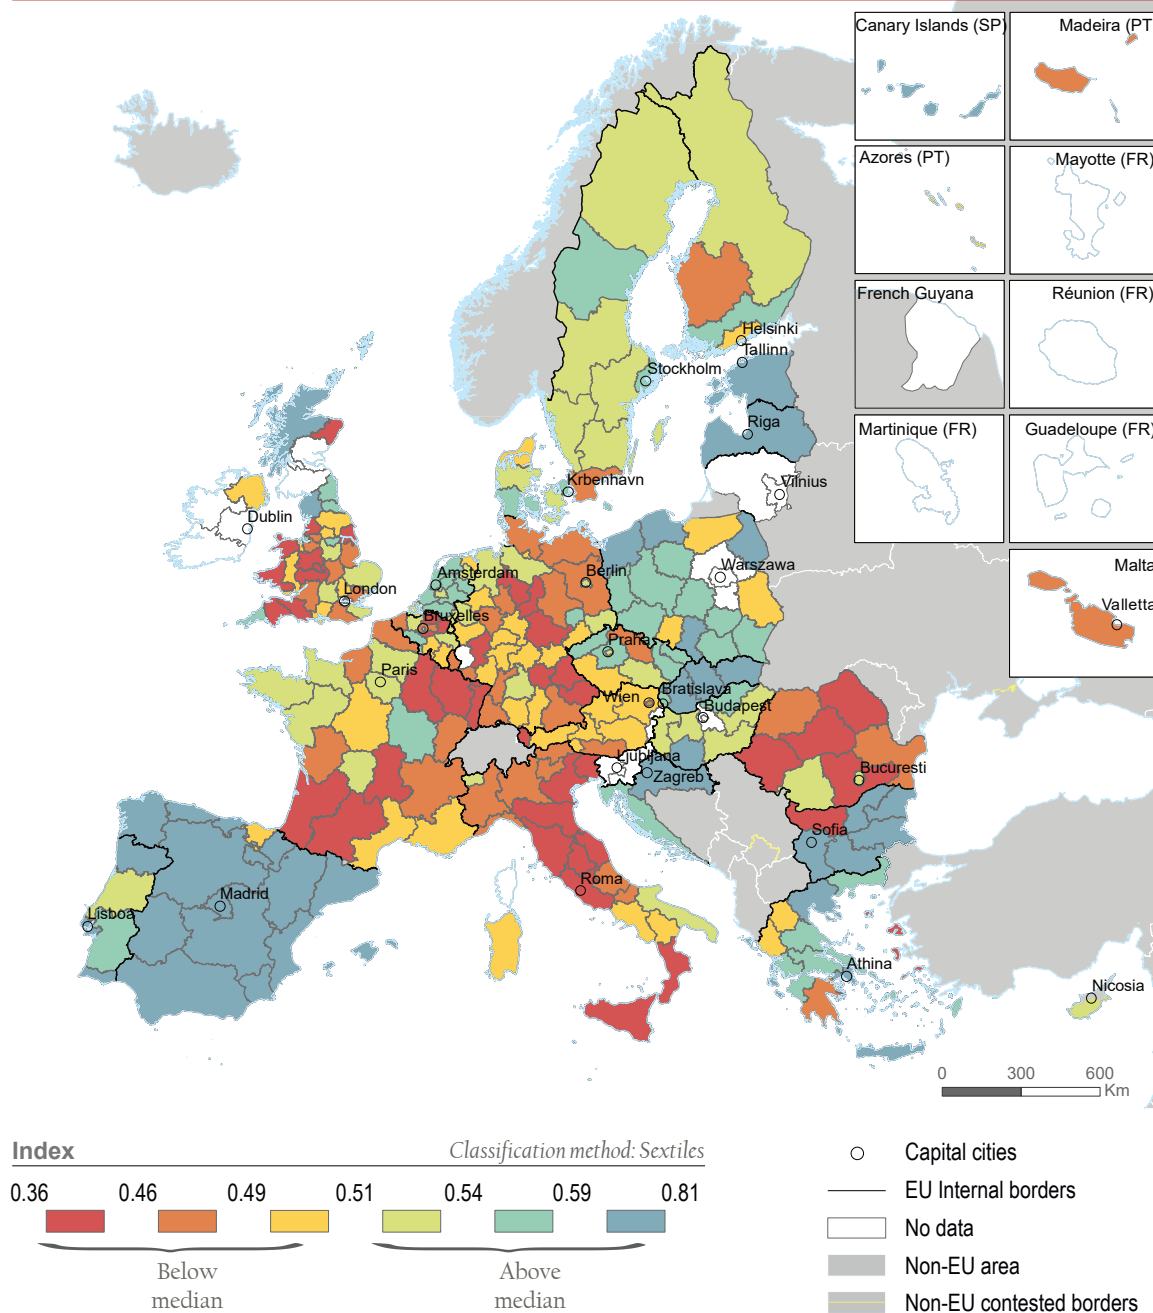 Canary Islands (SP)
Madeira (PT
Azores (PT)
Mayotte (FR)
French Guyana
Réunion (FR)
Martinique (FR)
Guadeloupe (FR)
Malta
Valletta
Helsinki
Tallinn
Stockholm
Riga
Krbenhavn
Vilnius
Dublin
Warszawa
Amsterdam
Berlin
London
Bruxelles
Praha
Paris
Wien
Bratislava
Budapest
Ljubljana
Zagreb
Bucuresti
Sofia
Roma
Madrid
Lisboa
Athina
Nicosia
0 300 600
Km
Index
Classification method: Sextiles
0.36 0.46 0.49 0.51 0.54 0.59 0.81
Below
median
Above
median
Capital cities
EU Internal borders
No data
Non-EU area
Non-EU contested borders